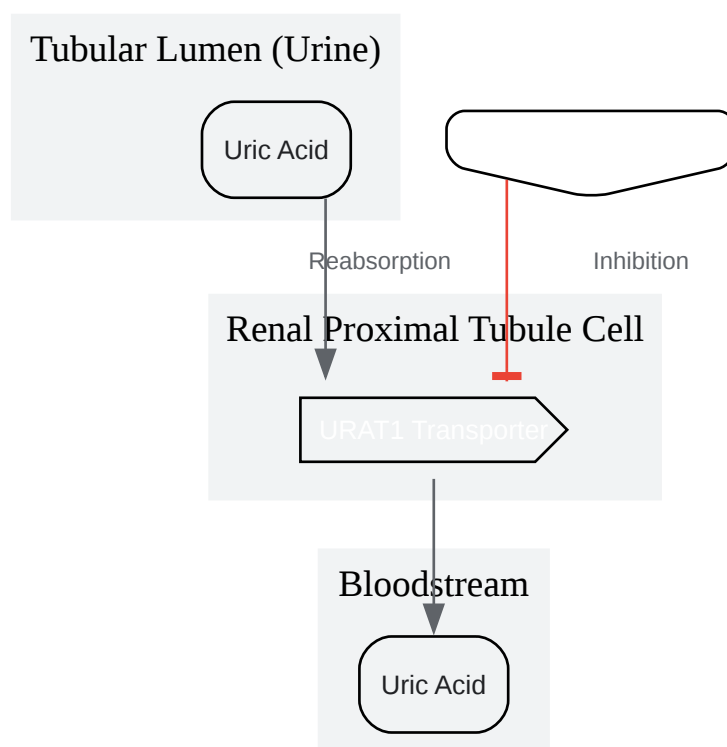 Tubular Lumen (Urine)
Uric Acid
Reabsorption
Inhibition
Renal Proximal Tubule Cell
URAT1 Transporter
Bloodstream
Uric Acid